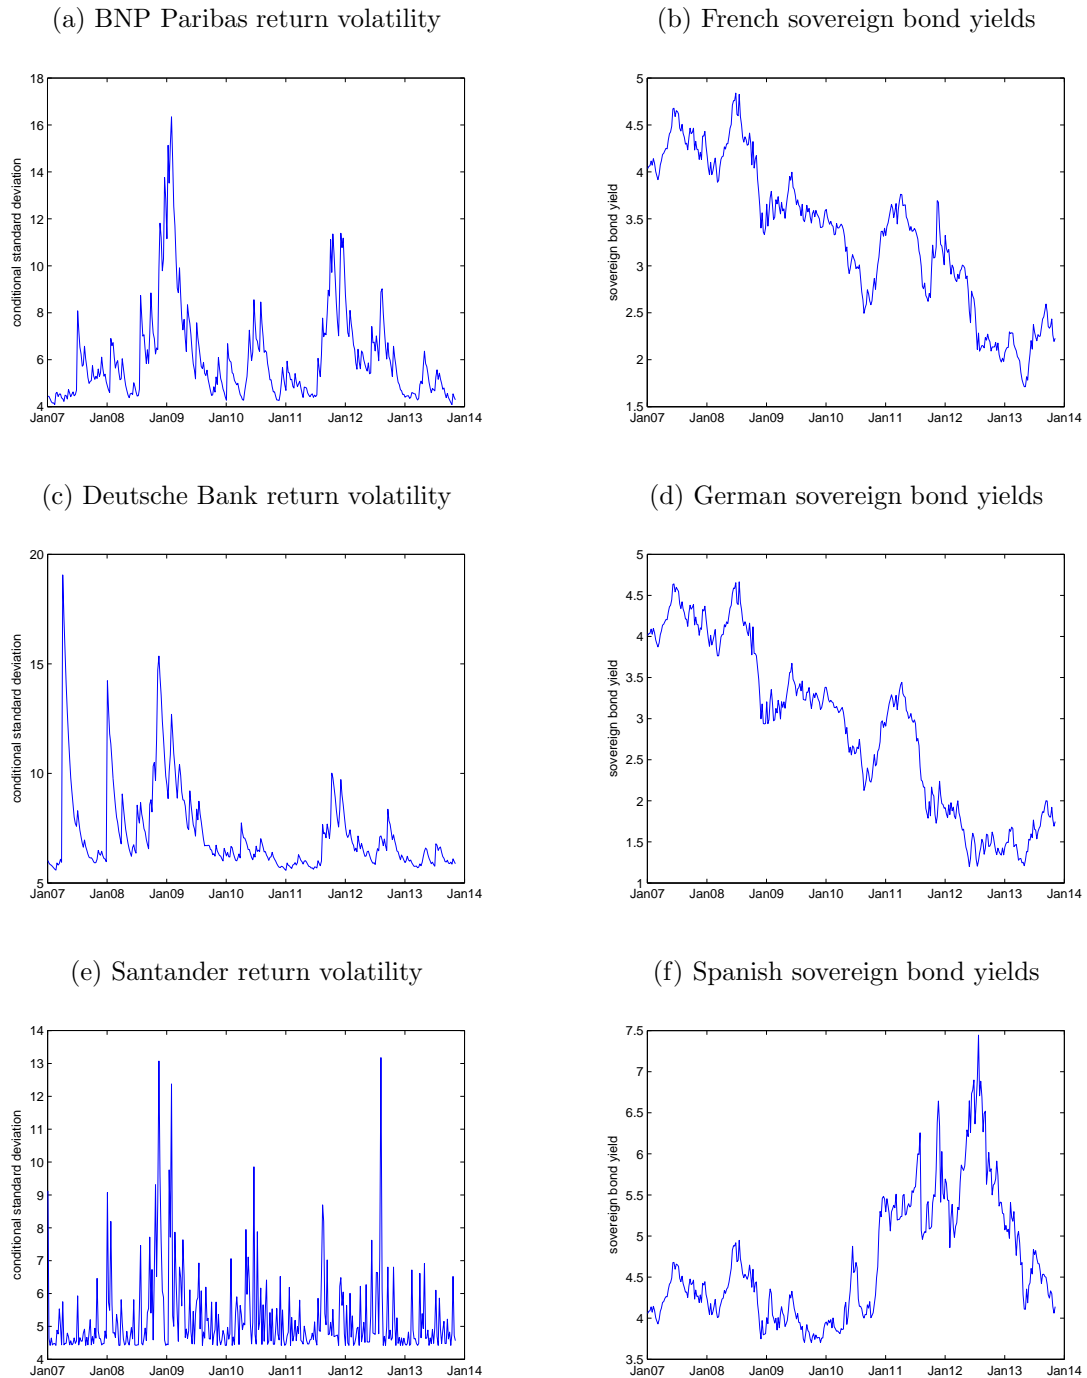 (a) BNP Paribas return volatility
(b) French sovereign bond yields
conditional standard deviation
18
16
14
12
10
8
6
4
Jan07 Jan08 Jan09 Jan10 Jan11 Jan12 Jan13 Jan14
sovereign bond yield
5
4.5
4
3.5
3
2.5
2
1.5
Jan07 Jan08 Jan09 Jan10 Jan11 Jan12 Jan13 Jan14
(c) Deutsche Bank return volatility
(d) German sovereign bond yields
conditional standard deviation
20
15
10
5
Jan07 Jan08 Jan09 Jan10 Jan11 Jan12 Jan13 Jan14
sovereign bond yield
5
4.5
4
3.5
3
2.5
2
1.5
1
Jan07 Jan08 Jan09 Jan10 Jan11 Jan12 Jan13 Jan14
(e) Santander return volatility
(f) Spanish sovereign bond yields
conditional standard deviation
14
13
12
11
10
9
8
7
6
5
4
Jan07 Jan08 Jan09 Jan10 Jan11 Jan12 Jan13 Jan14
sovereign bond yield
7.5
7
6.5
6
5.5
5
4.5
4
3.5
Jan07 Jan08 Jan09 Jan10 Jan11 Jan12 Jan13 Jan14